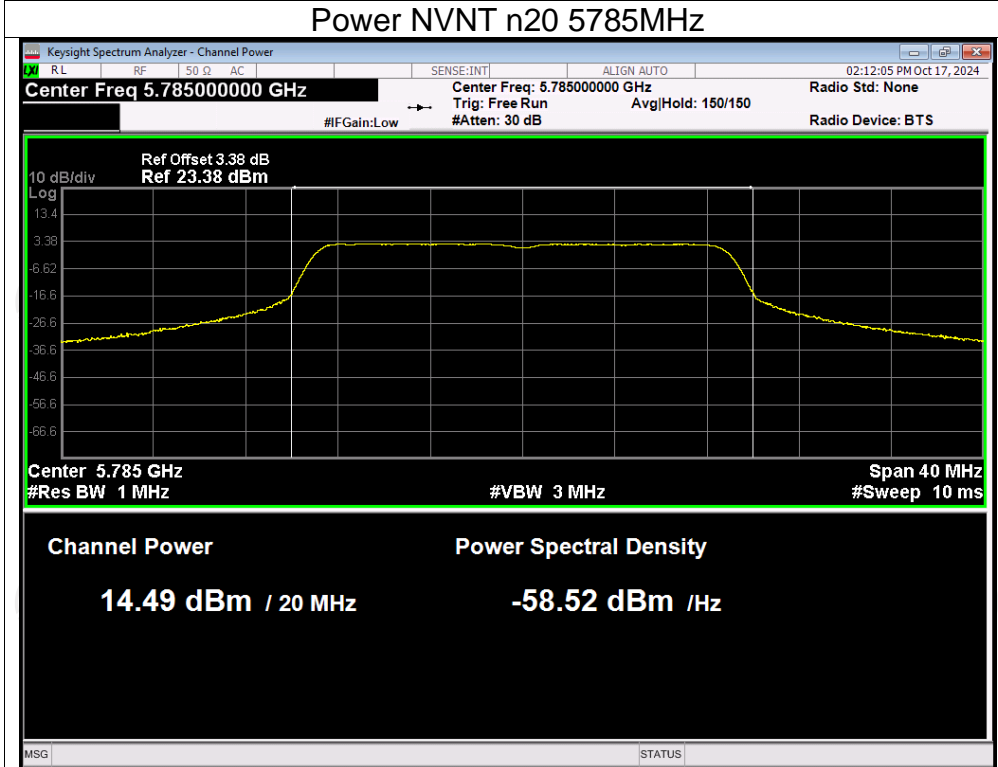 Power NVNT n20 5785MHz
Keysight Spectrum Analyzer - Channel Power
LXI RL RF 50 Ω AC SENSE:INT ALIGN AUTO 02:12:05 PM Oct 17, 2024
Center Freq 5.785000000 GHz Center Freq: 5.785000000 GHz Radio Std: None
Trig: Free Run Avg|Hold: 150/150
#IFGain:Low #Atten: 30 dB Radio Device: BTS
Ref Offset 3.38 dB
10 dB/div Ref 23.38 dBm
Log
13.4
3.38
-6.62
-16.6
-26.6
-36.6
-46.6
-56.6
-66.6
Center 5.785 GHz Span 40 MHz
#Res BW 1 MHz #VBW 3 MHz #Sweep 10 ms
Channel Power Power Spectral Density
14.49 dBm / 20 MHz -58.52 dBm /Hz
MSG STATUS